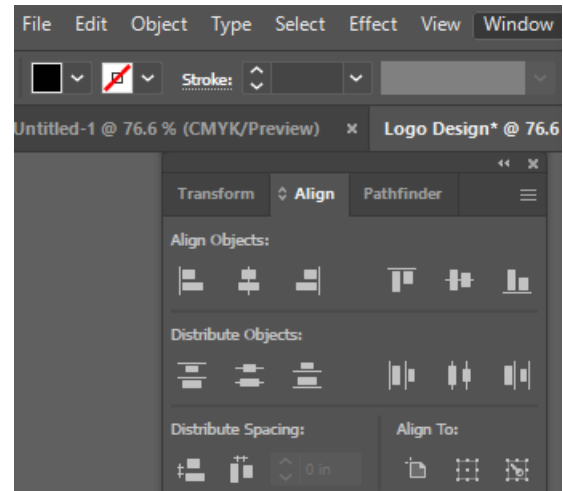 File Edit Object Type Select Effect View Window
Stroke:
Untitled-1 @ 76.6 % (CMYK/Preview) × Logo Design* @ 76.6
Transform Align Pathfinder
Align Objects:
Distribute Objects:
Distribute Spacing: Align To:
0 in